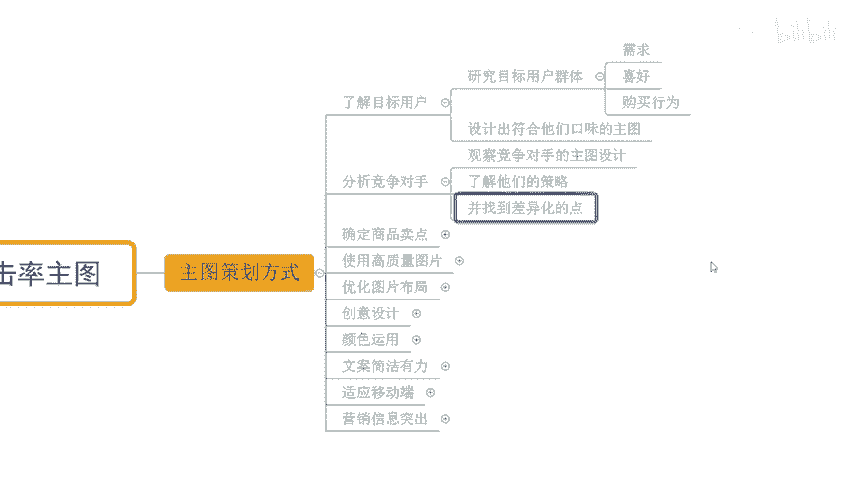 bilibili
需求
研究目标用户群体
喜好
了解目标用户
购买行为
设计出符合他们口味的主图
观察竞争对手的主图设计
分析竞争对手
了解他们的策略
并找到差异化的点
确定商品卖点
使用高质量图片
击率主图
主图策划方式
优化图片布局
创意设计
颜色运用
文案简洁有力
适应移动端
营销信息突出